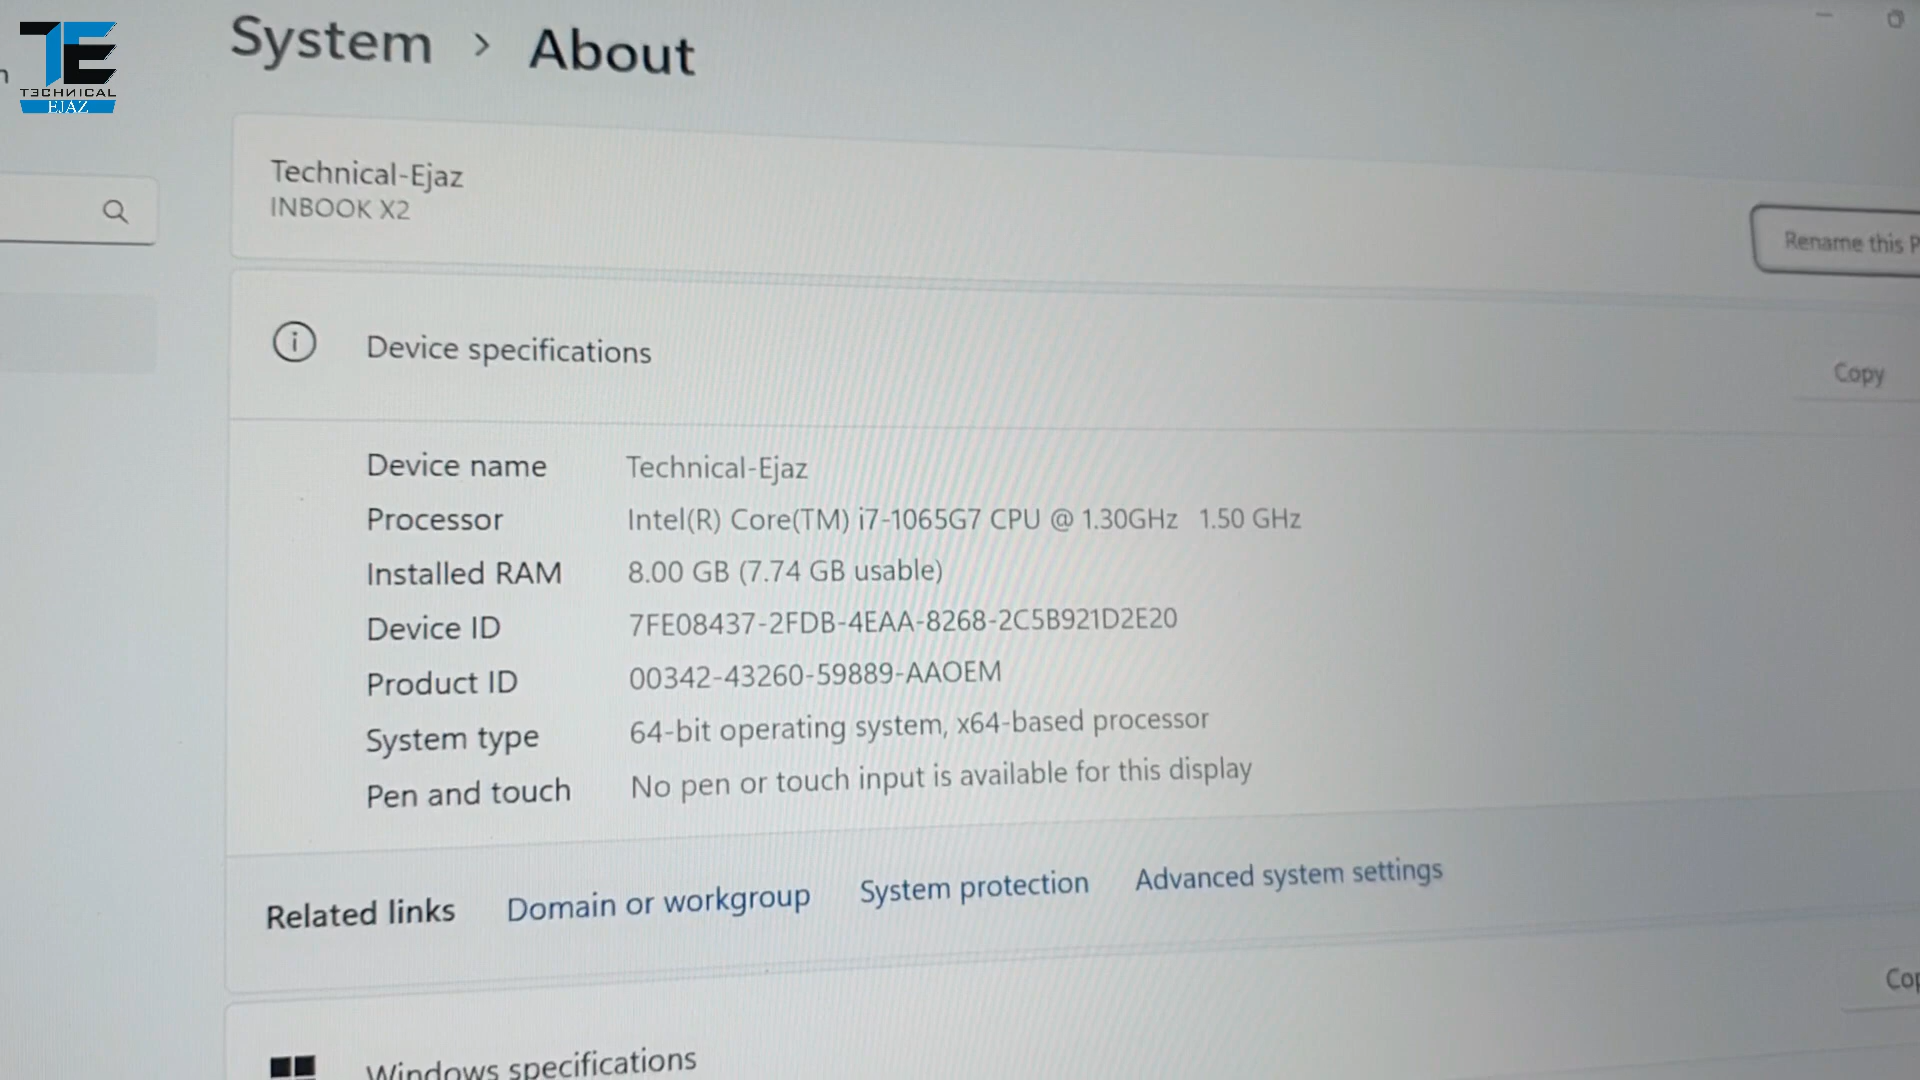 System > About
TECHNICAL
EJAZ
Technical-Ejaz
INBOOK X2
Rename this P
Device specifications
Copy
Device name Technical-Ejaz
Processor Intel(R) Core(TM) i7-1065G7 CPU @ 1.30GHz 1.50 GHz
Installed RAM 8.00 GB (7.74 GB usable)
Device ID 7FE08437-2FDB-4EAA-8268-2C5B921D2E20
Product ID 00342-43260-59889-AAOEM
System type 64-bit operating system, x64-based processor
Pen and touch No pen or touch input is available for this display
Related links Domain or workgroup System protection Advanced system settings
Cop
Windows specifications